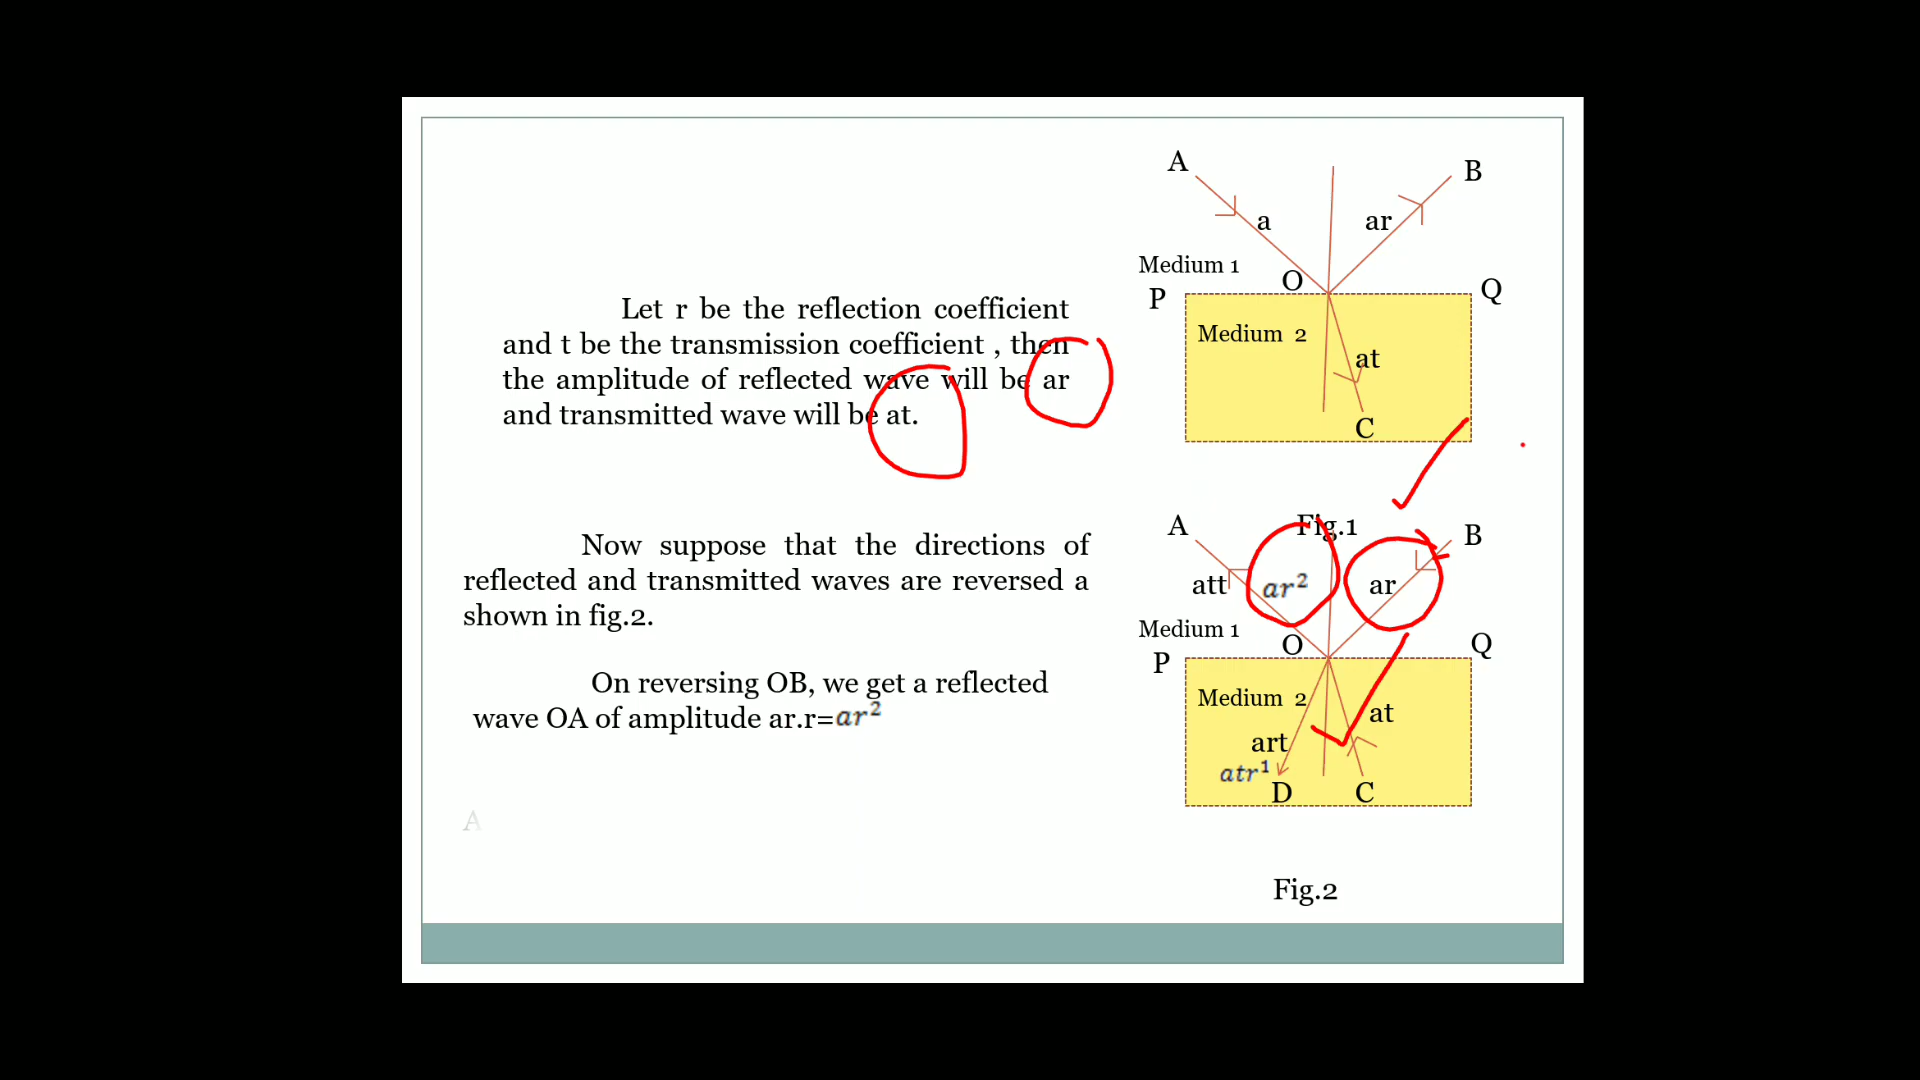 Let r be the reflection coefficient
and t be the transmission coefficient , then
the amplitude of reflected wave will be ar
and transmitted wave will be at.
Now suppose that the directions of
reflected and transmitted waves are reversed a
shown in fig.2.
On reversing OB, we get a reflected
wave OA of amplitude ar.r=ar²
A
A
B
a
ar
Medium 1
O
P
Q
Medium 2
at
C
Fig.1
A
B
att
ar²
ar
Medium 1
O
P
Q
Medium 2
at
art
atr¹
D
C
Fig.2